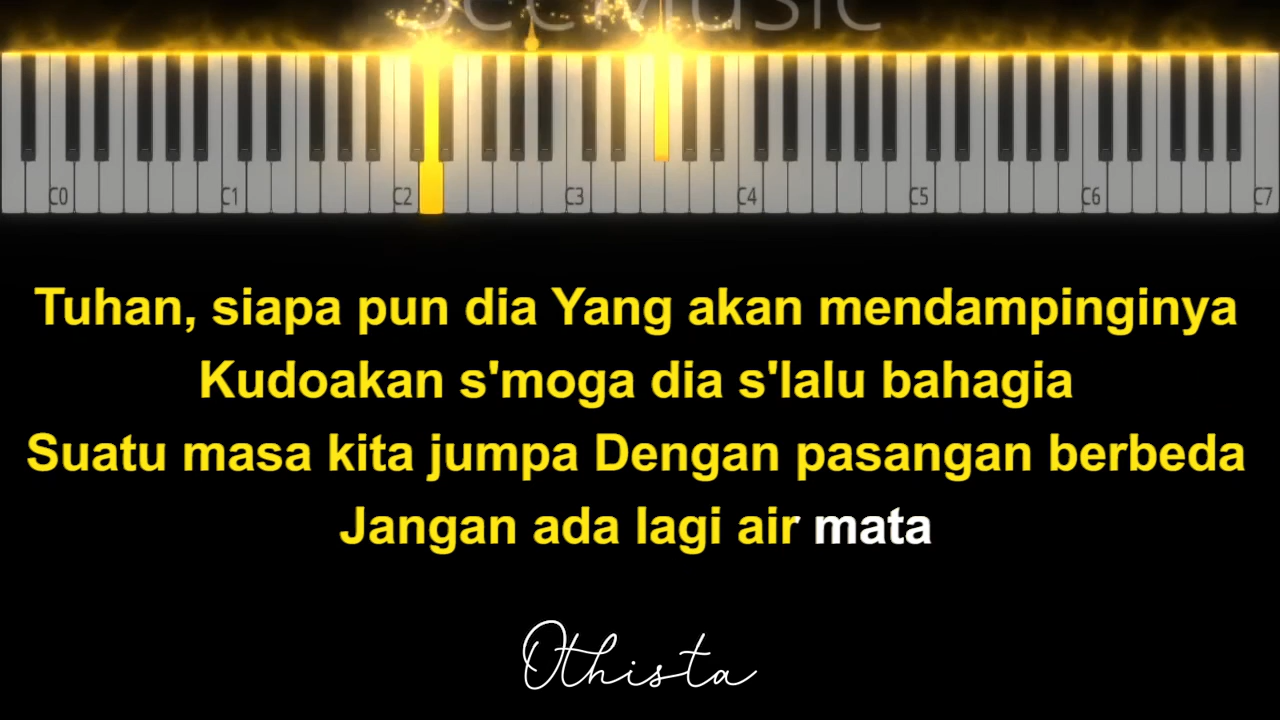 SeeMusic
C0 C1 C2 C3 C4 C5 C6 C7
Tuhan, siapa pun dia Yang akan mendampinginya
Kudoakan s'moga dia s'lalu bahagia
Suatu masa kita jumpa Dengan pasangan berbeda
Jangan ada lagi air mata
Othista